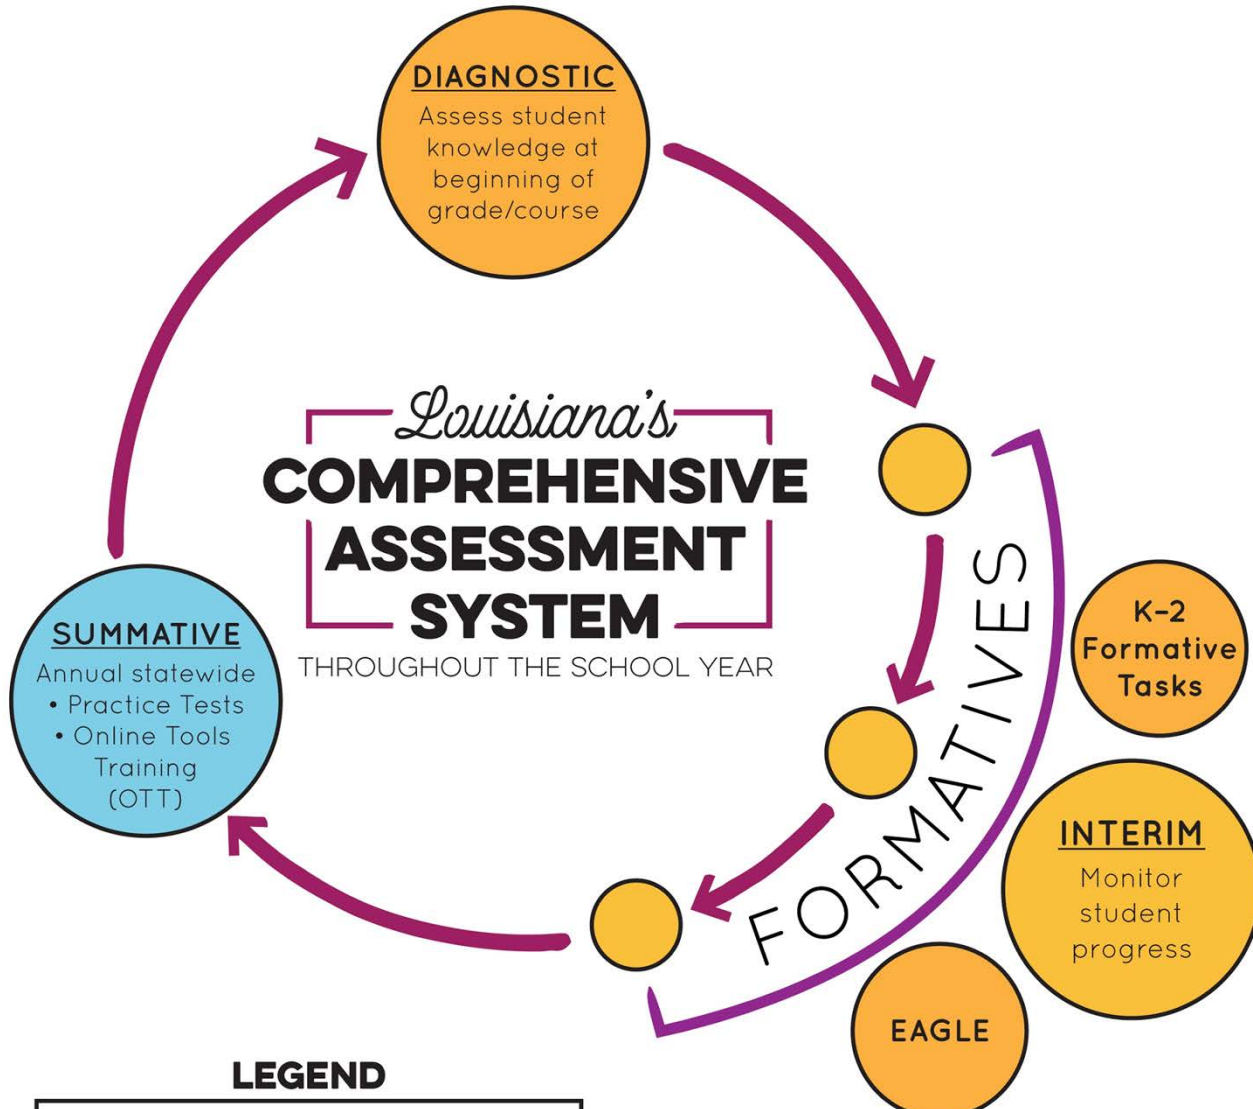 DIAGNOSTIC
Assess student
knowledge at
beginning of
grade/course
Louisiana's
COMPREHENSIVE
ASSESSMENT
SYSTEM
THROUGHOUT THE SCHOOL YEAR
SUMMATIVE
Annual statewide
• Practice Tests
• Online Tools
Training
(OTT)
FORMATIVES
K–2
Formative
Tasks
INTERIM
Monitor
student
progress
EAGLE
LEGEND